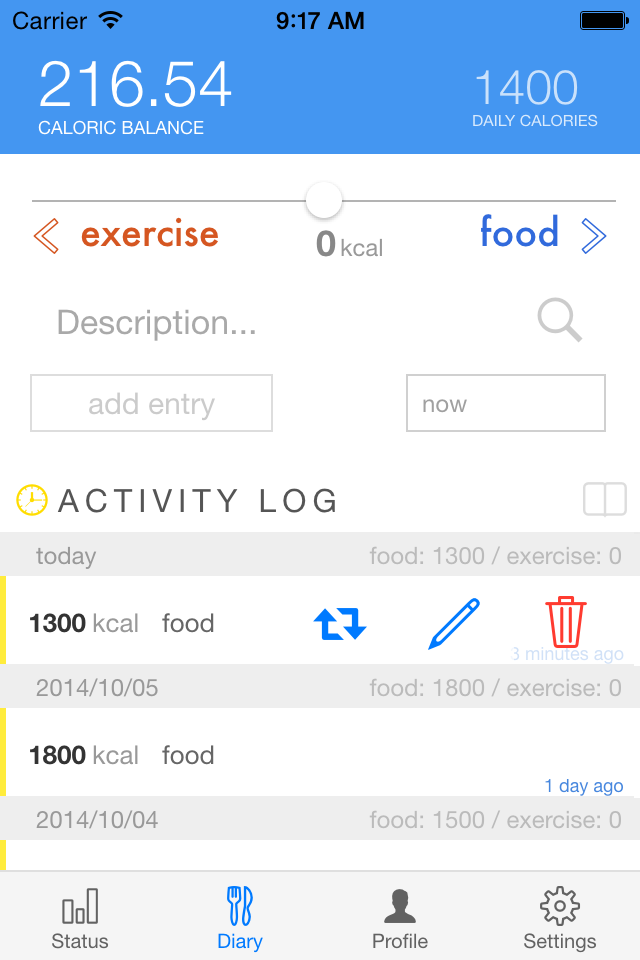 Carrier 9:17 AM
216.54 1400
CALORIC BALANCE DAILY CALORIES
exercise 0 kcal food
Description...
add entry now
ACTIVITY LOG
today food: 1300 / exercise: 0
1300 kcal food
3 minutes ago
2014/10/05 food: 1800 / exercise: 0
1800 kcal food
1 day ago
2014/10/04 food: 1500 / exercise: 0
Status Diary Profile Settings